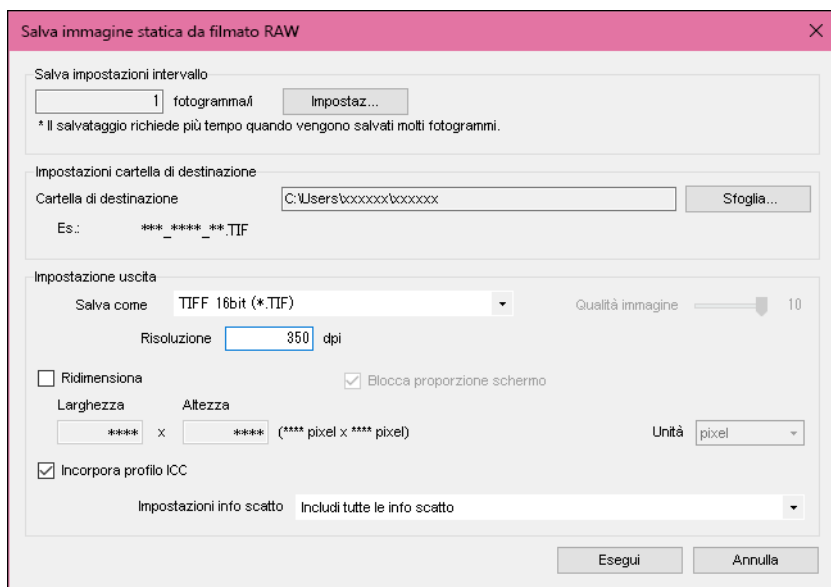 Salva immagine statica da filmato RAW
Salva impostazioni intervallo
1 fotogramma/i Impostaz...
* Il salvataggio richiede più tempo quando vengono salvati molti fotogrammi.
Impostazioni cartella di destinazione
Cartella di destinazione C:\Users\xxxxxx\xxxxxx Sfoglia...
Es.: ***_****_**.TIF
Impostazione uscita
Salva come TIFF 16bit (*.TIF) Qualità immagine 10
Risoluzione 350 dpi
Ridimensiona Blocca proporzione schermo
Larghezza Altezza
**** x **** (**** pixel x **** pixel) Unità pixel
Incorpora profilo ICC
Impostazioni info scatto Includi tutte le info scatto
Esegui Annulla